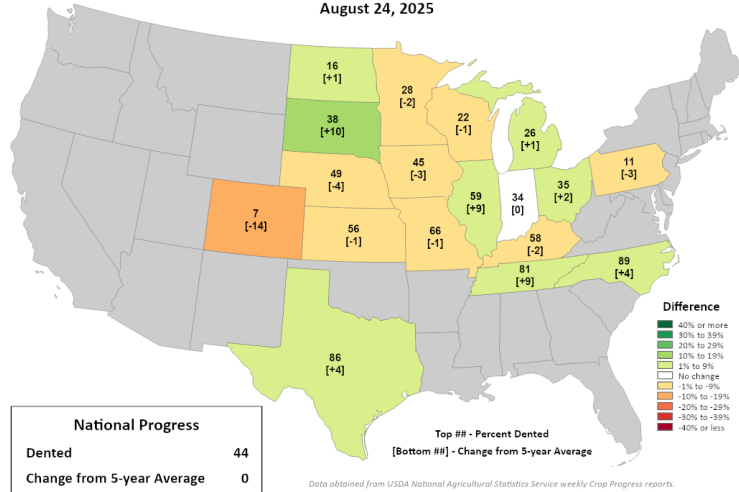 August 24, 2025
16
[+1]
28
[-2]
38
[+10]
22
[-1]
26
[+1]
49
[-4]
45
[-3]
11
[-3]
59
[+9]
34
[0]
35
[+2]
7
[-14]
56
[-1]
66
[-1]
58
[-2]
81
[+9]
89
[+4]
86
[+4]
Difference
40% or more
30% to 39%
20% to 29%
10% to 19%
1% to 9%
No change
-1% to -9%
-10% to -19%
-20% to -29%
-30% to -39%
-40% or less
National Progress
Dented 44
Change from 5-year Average 0
Top ## - Percent Dented
[Bottom ##] - Change from 5-year Average
Data obtained from USDA National Agricultural Statistics Service weekly Crop Progress reports.